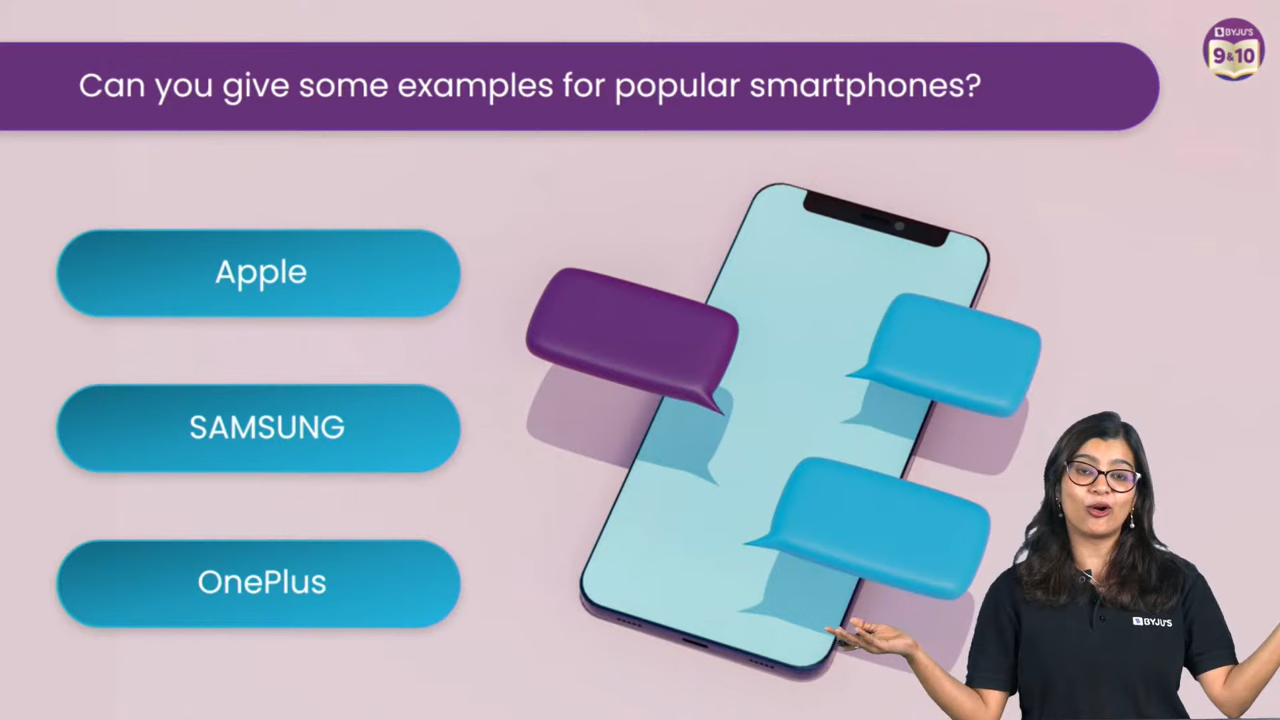 Can you give some examples for popular smartphones?
BYJU'S
9&10
Apple
SAMSUNG
OnePlus
BYJU'S